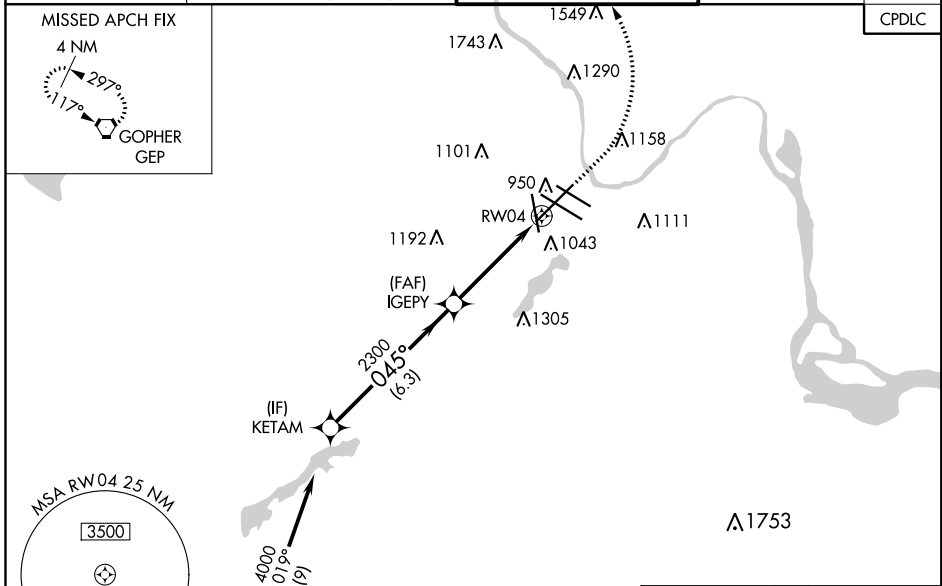 MISSED APCH FIX
4 NM
297°
117°
GOPHER
GEP
CPDLC
1549
1743
1290
1158
1101
950
RW04
1111
1192
1043
(FAF)
IGEPY
1305
2300
045°
(6.3)
(IF)
KETAM
4000
019°
(9)
MSA RW04 25 NM
3500
1753